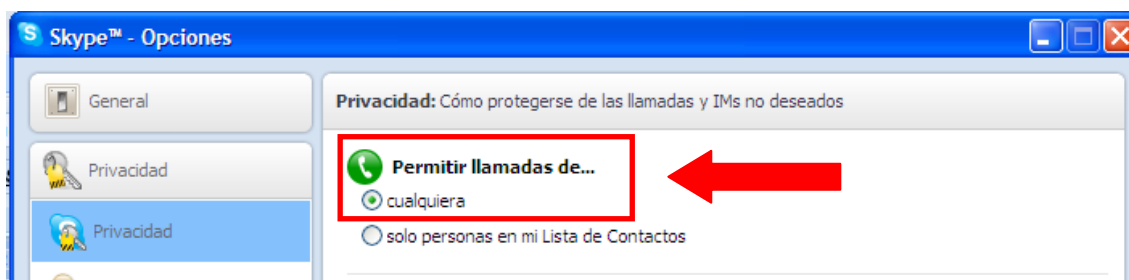 Skype™ - Opciones
General
Privacidad: Cómo protegerse de las llamadas y IMs no deseados
Privacidad
Permitir llamadas de...
cualquiera
Privacidad
solo personas en mi Lista de Contactos